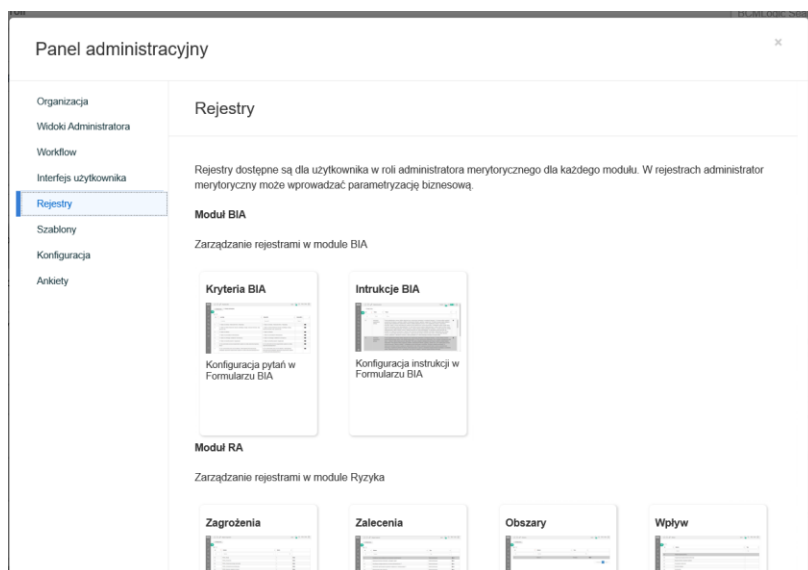 BCMLogic Sea
Panel administracyjny
×
Organizacja
Widoki Administratora
Workflow
Interfejs użytkownika
Rejestry
Szablony
Konfiguracja
Ankiety
Rejestry
Rejestry dostępne są dla użytkownika w roli administratora merytorycznego dla każdego modułu. W rejestrach administrator
merytoryczny może wprowadzać parametryzację biznesową.
Moduł BIA
Zarządzanie rejestrami w module BIA
Kryteria BIA
Konfiguracja pytań w
Formularzu BIA
Intrukcje BIA
Konfiguracja instrukcji w
Formularzu BIA
Moduł RA
Zarządzanie rejestrami w module Ryzyka
Zagrożenia
Zalecenia
Obszary
Wpływ